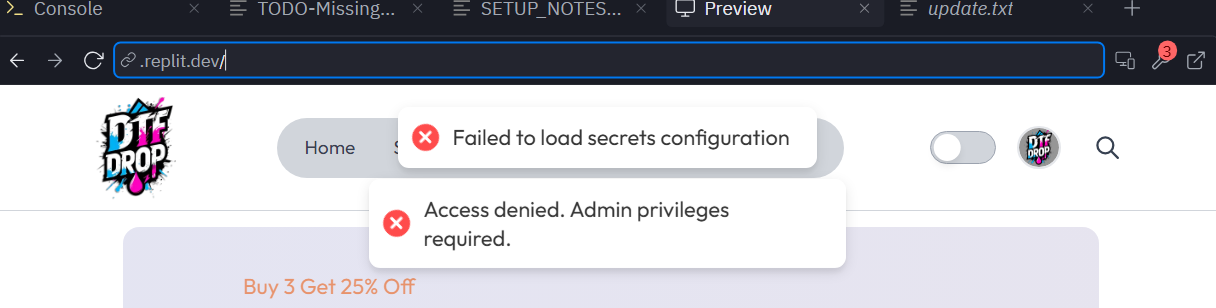 Console
TODO-Missing...
SETUP_NOTES...
Preview
update.txt
.replit.dev/
3
DTF
DROP
Home
Failed to load secrets configuration
DTF
DROP
Access denied. Admin privileges
required.
Buy 3 Get 25% Off